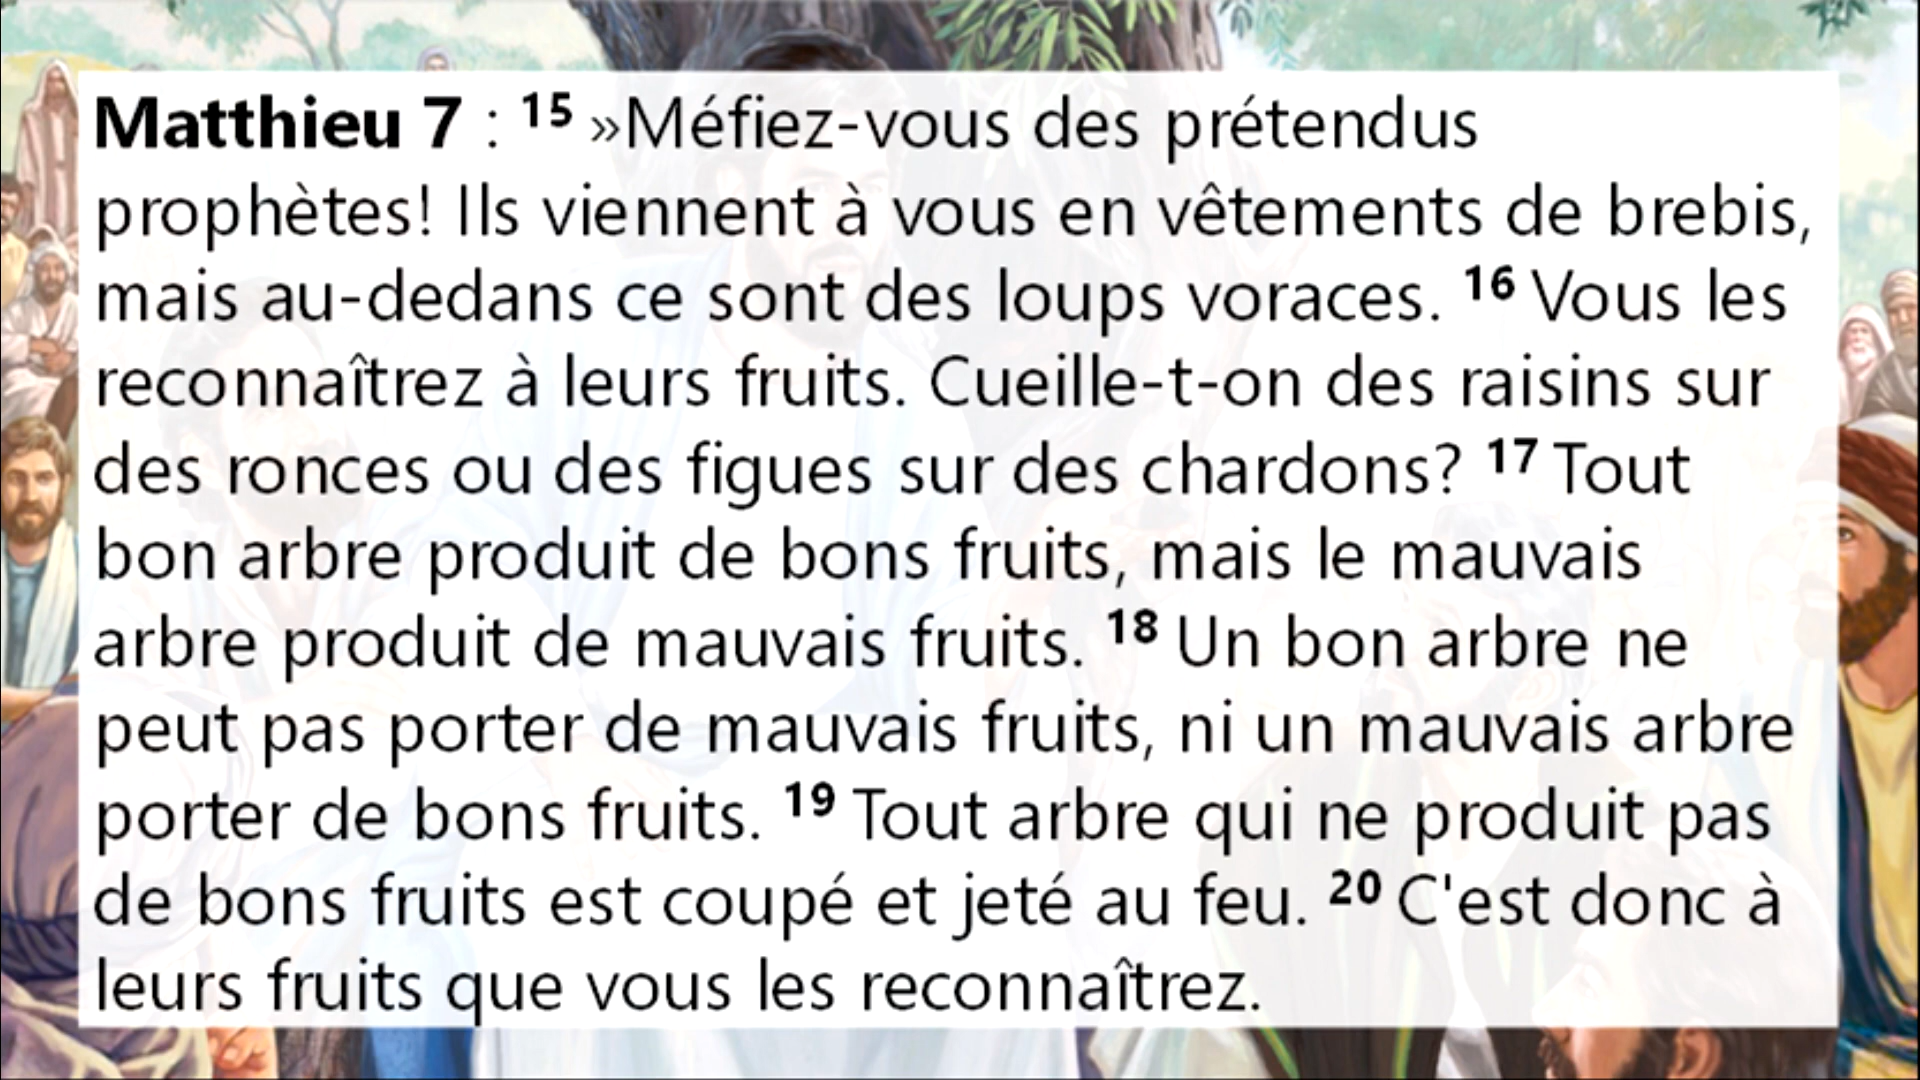 Matthieu 7 : 15 »Méfiez-vous des prétendus
prophètes! Ils viennent à vous en vêtements de brebis,
mais au-dedans ce sont des loups voraces. 16 Vous les
reconnaîtrez à leurs fruits. Cueille-t-on des raisins sur
des ronces ou des figues sur des chardons? 17 Tout
bon arbre produit de bons fruits, mais le mauvais
arbre produit de mauvais fruits. 18 Un bon arbre ne
peut pas porter de mauvais fruits, ni un mauvais arbre
porter de bons fruits. 19 Tout arbre qui ne produit pas
de bons fruits est coupé et jeté au feu. 20 C'est donc à
leurs fruits que vous les reconnaîtrez.